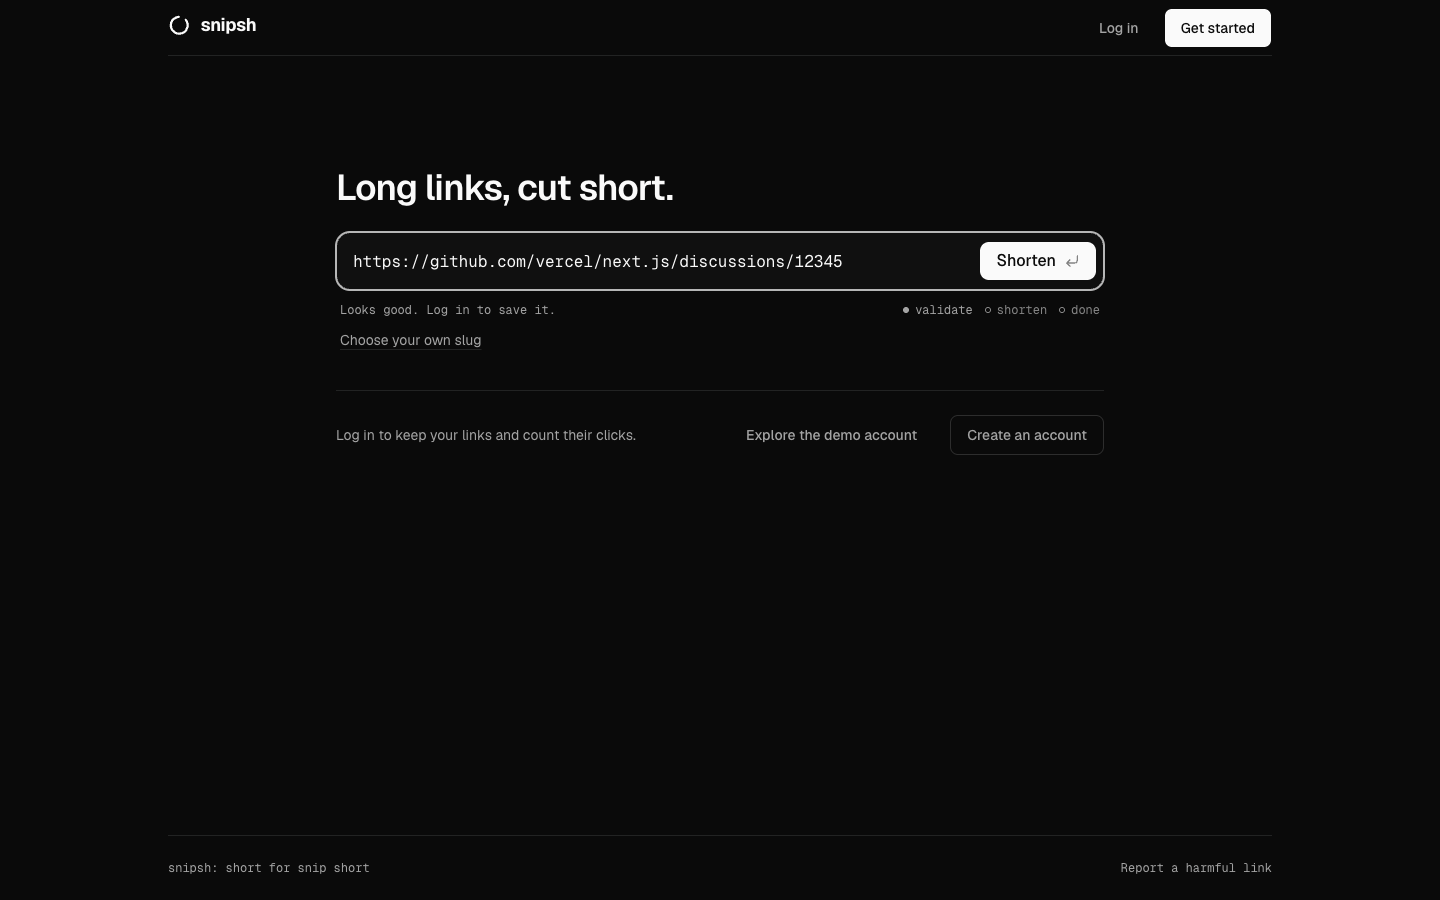 snipsh
Log in
Get started
Long links, cut short.
https://github.com/vercel/next.js/discussions/12345
Shorten
Looks good. Log in to save it.
validate
shorten
done
Choose your own slug
Log in to keep your links and count their clicks.
Explore the demo account
Create an account
snipsh: short for snip short
Report a harmful link